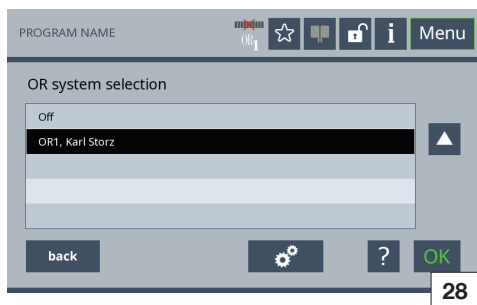 PROGRAM NAME
OR1
i
Menu
OR system selection
Off
OR1, Karl Storz
back
?
OK
28